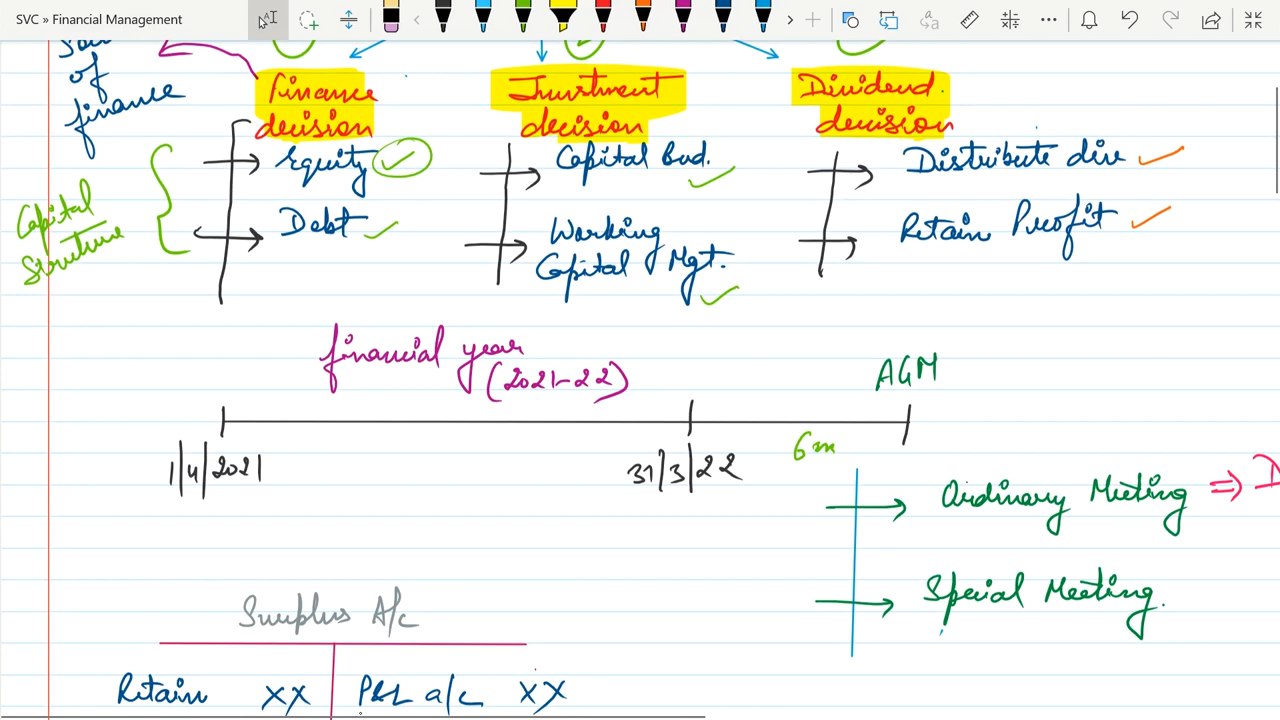 SVC » Financial Management
of
finance
Finance
decision
Investment
decision
Dividend
decision
Equity
Debt
Capital
Structure
Capital Bud.
Working
Capital Mgt.
Distribute div
Retain Profit
financial year
(2021-22)
AGM
1/4/2021
31/3/22
6m
Ordinary Meeting ⇒
Special Meeting.
Surplus A/c
Retain XX
P&L a/c XX